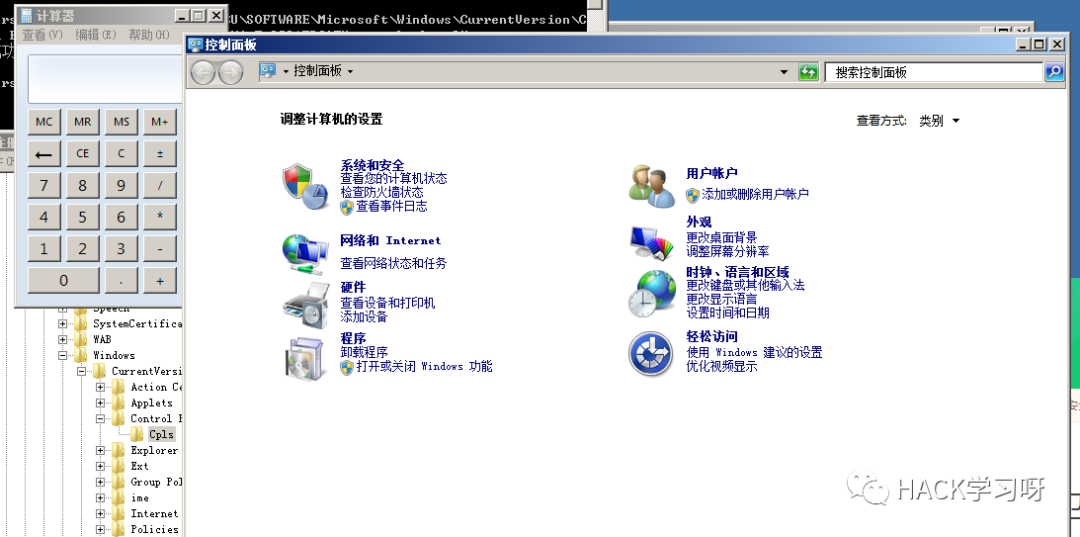 计算器
查看(V) 编辑(E) 帮助(H)
MC MR MS M+
← CE C ±
7 8 9 /
4 5 6 *
1 2 3 -
0 . +
U\SOFTWARE\Microsoft\Windows\CurrentVersion\C
控制面板
控制面板
搜索控制面板
调整计算机的设置
查看方式: 类别
系统和安全
查看您的计算机状态
检查防火墙状态
查看事件日志
网络和 Internet
查看网络状态和任务
硬件
查看设备和打印机
添加设备
程序
卸载程序
打开或关闭 Windows 功能
用户帐户
添加或删除用户帐户
外观
更改桌面背景
调整屏幕分辨率
时钟、语言和区域
更改键盘或其他输入法
更改显示语言
设置时间和日期
轻松访问
使用 Windows 建议的设置
优化视频显示
Speech
SystemCertifica
WAB
Windows
CurrentVersi
Action Ce
Applets
Control P
Cpls
Explorer
Ext
Group Pol
ime
Internet
Policies
HACK学习呀